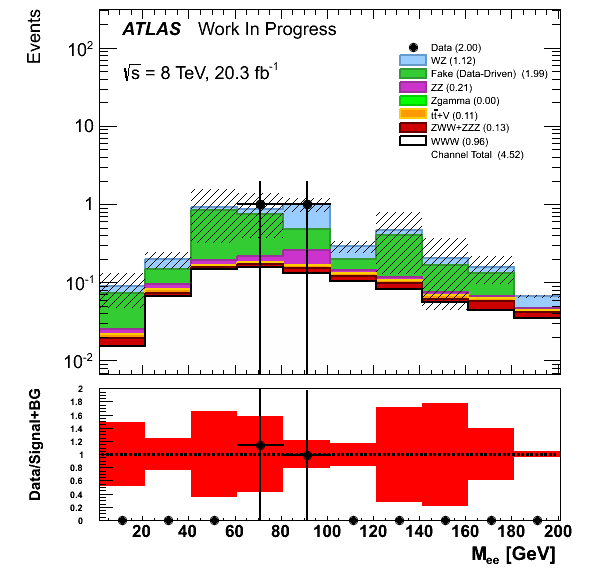 ATLAS Work In Progress
√s = 8 TeV, 20.3 fb⁻¹
Data (2.00)
WZ (1.12)
Fake (Data-Driven) (1.99)
ZZ (0.21)
Zgamma (0.00)
tt̄+V (0.11)
ZWW+ZZZ (0.13)
WWW (0.96)
Channel Total (4.52)
Events
10²
10
1
10⁻¹
10⁻²
Data/Signal+BG
2
1.8
1.6
1.4
1.2
1
0.8
0.6
0.4
0.2
0
20 40 60 80 100 120 140 160 180 200
M_ee [GeV]